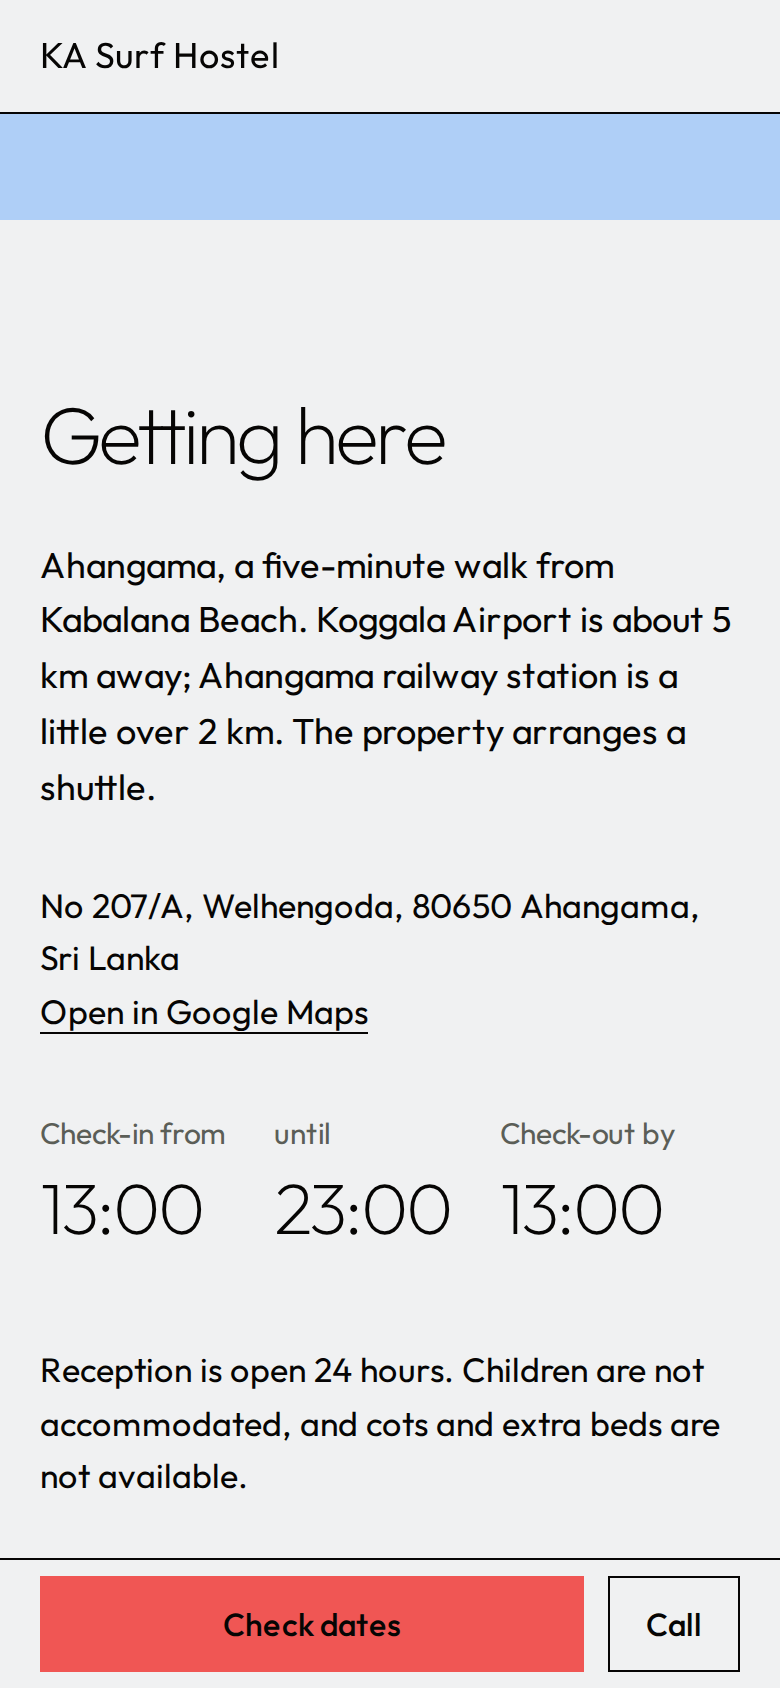 KA Surf Hostel
Getting here
Ahangama, a five-minute walk from
Kabalana Beach. Koggala Airport is about 5
km away; Ahangama railway station is a
little over 2 km. The property arranges a
shuttle.
No 207/A, Welhengoda, 80650 Ahangama,
Sri Lanka
Open in Google Maps
Check-in from until Check-out by
13:00 23:00 13:00
Reception is open 24 hours. Children are not
accommodated, and cots and extra beds are
not available.
Check dates Call